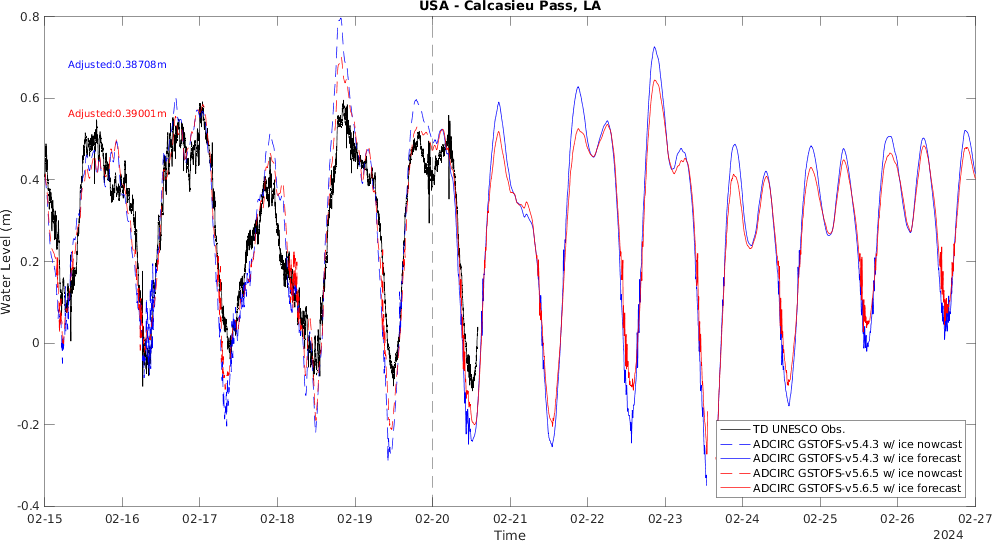 USA - Calcasieu Pass, LA
Adjusted:0.38708m
Adjusted:0.39001m
Water Level (m)
0.8
0.6
0.4
0.2
0
-0.2
-0.4
TD UNESCO Obs.
ADCIRC GSTOFS-v5.4.3 w/ ice nowcast
ADCIRC GSTOFS-v5.4.3 w/ ice forecast
ADCIRC GSTOFS-v5.6.5 w/ ice nowcast
ADCIRC GSTOFS-v5.6.5 w/ ice forecast
02-15 02-16 02-17 02-18 02-19 02-20 02-21 02-22 02-23 02-24 02-25 02-26 02-27
Time
2024